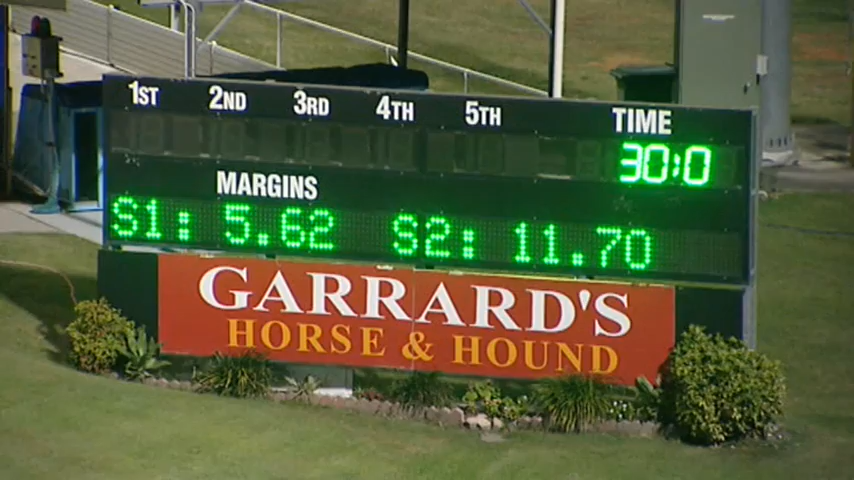 1ST 2ND 3RD 4TH 5TH TIME
30:0
MARGINS
S1: 5.62 S2: 11.70
GARRARD'S
HORSE & HOUND